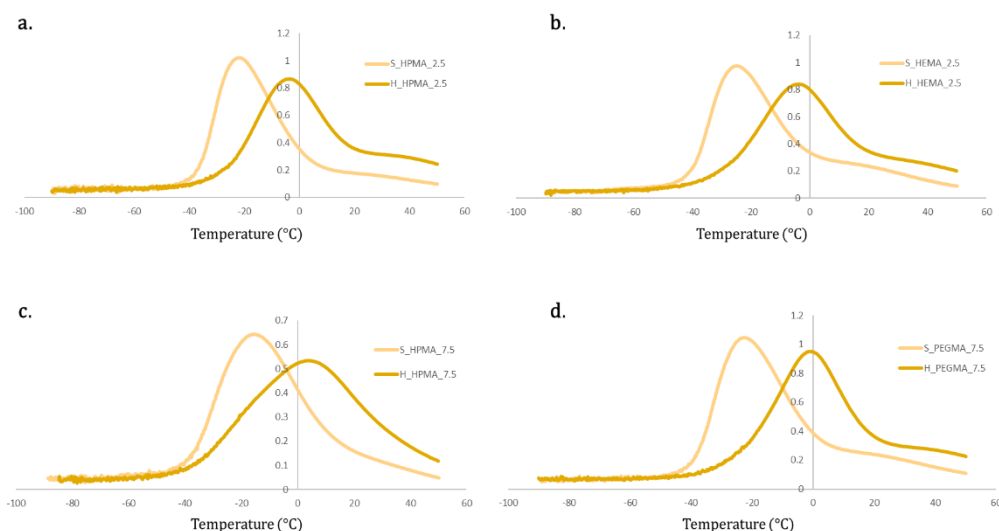 a.
1.2
1
0.8
0.6
0.4
0.2
0
-100 -80 -60 -40 -20 0 20 40 60
Temperature (°C)
S_HPMA_2.5
H_HPMA_2.5
b.
1.2
1
0.8
0.6
0.4
0.2
0
-100 -80 -60 -40 -20 0 20 40 60
Temperature (°C)
S_HEMA_2.5
H_HEMA_2.5
c.
0.7
0.6
0.5
0.4
0.3
0.2
0.1
0
-100 -80 -60 -40 -20 0 20 40 60
Temperature (°C)
S_HPMA_7.5
H_HPMA_7.5
d.
1.2
1
0.8
0.6
0.4
0.2
0
-100 -80 -60 -40 -20 0 20 40 60
Temperature (°C)
S_PEGMA_7.5
H_PEGMA_7.5